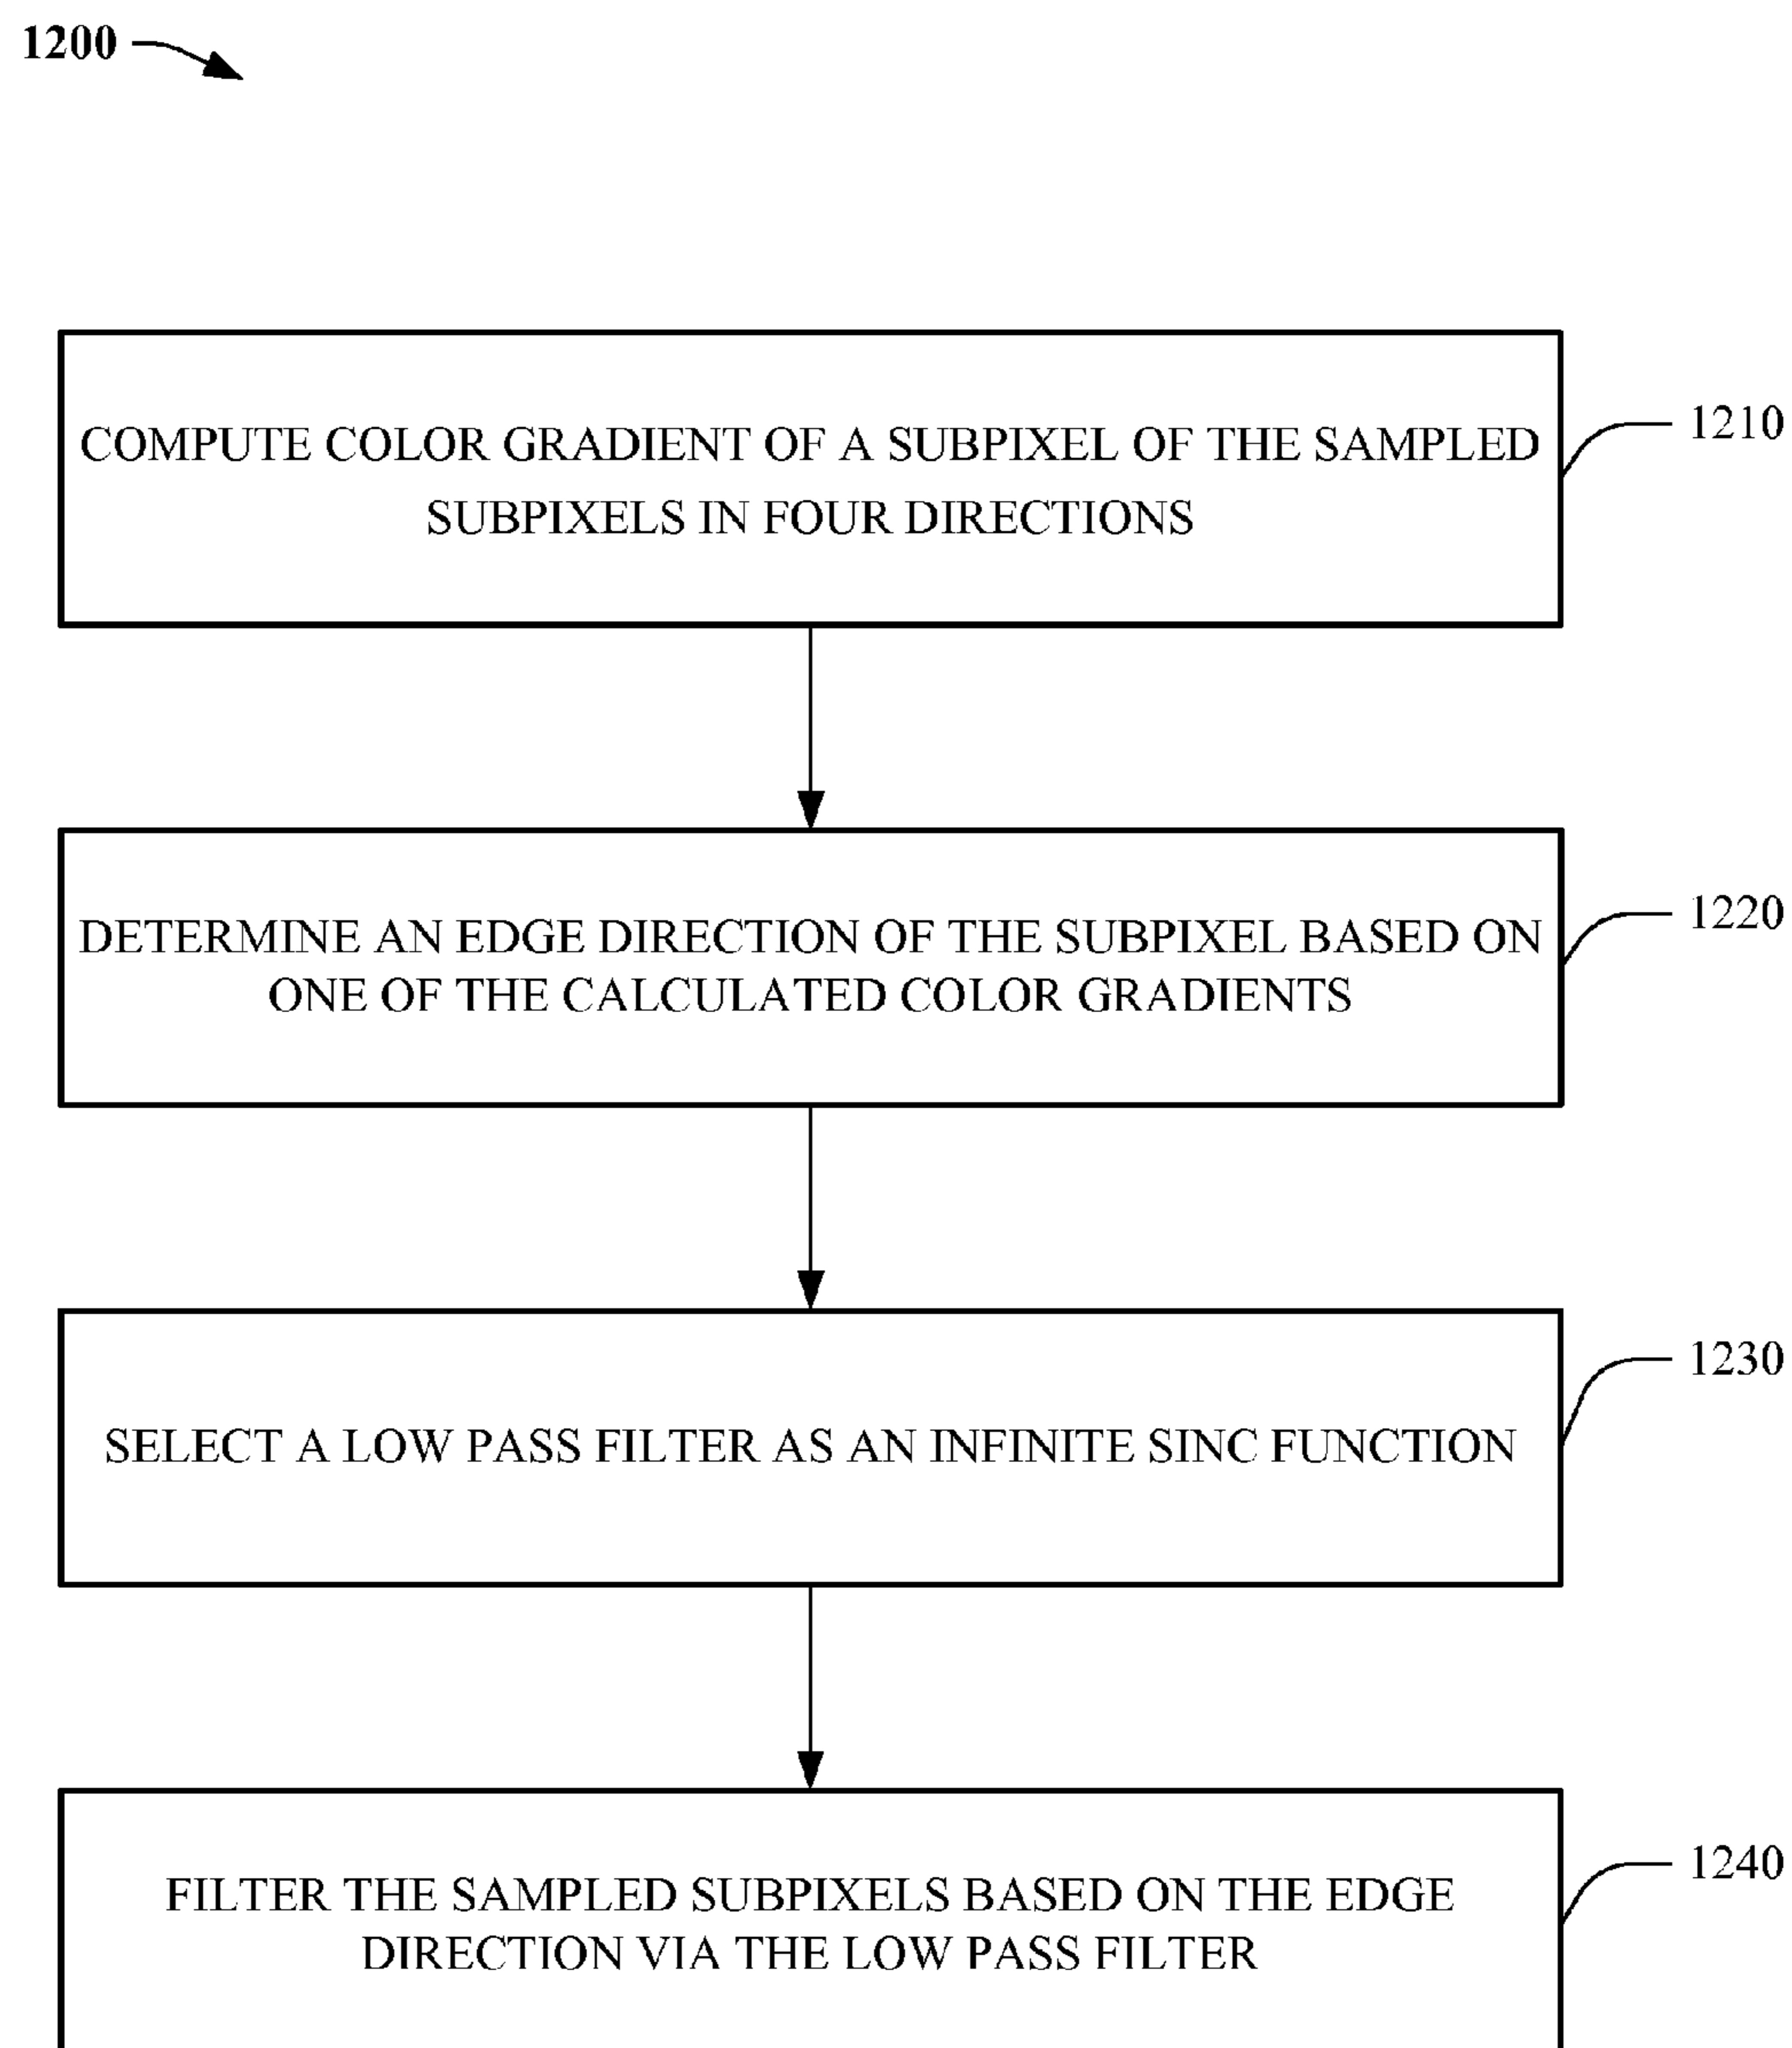 1200
COMPUTE COLOR GRADIENT OF A SUBPIXEL OF THE SAMPLED
SUBPIXELS IN FOUR DIRECTIONS
1210
DETERMINE AN EDGE DIRECTION OF THE SUBPIXEL BASED ON
ONE OF THE CALCULATED COLOR GRADIENTS
1220
SELECT A LOW PASS FILTER AS AN INFINITE SINC FUNCTION
1230
FILTER THE SAMPLED SUBPIXELS BASED ON THE EDGE
DIRECTION VIA THE LOW PASS FILTER
1240